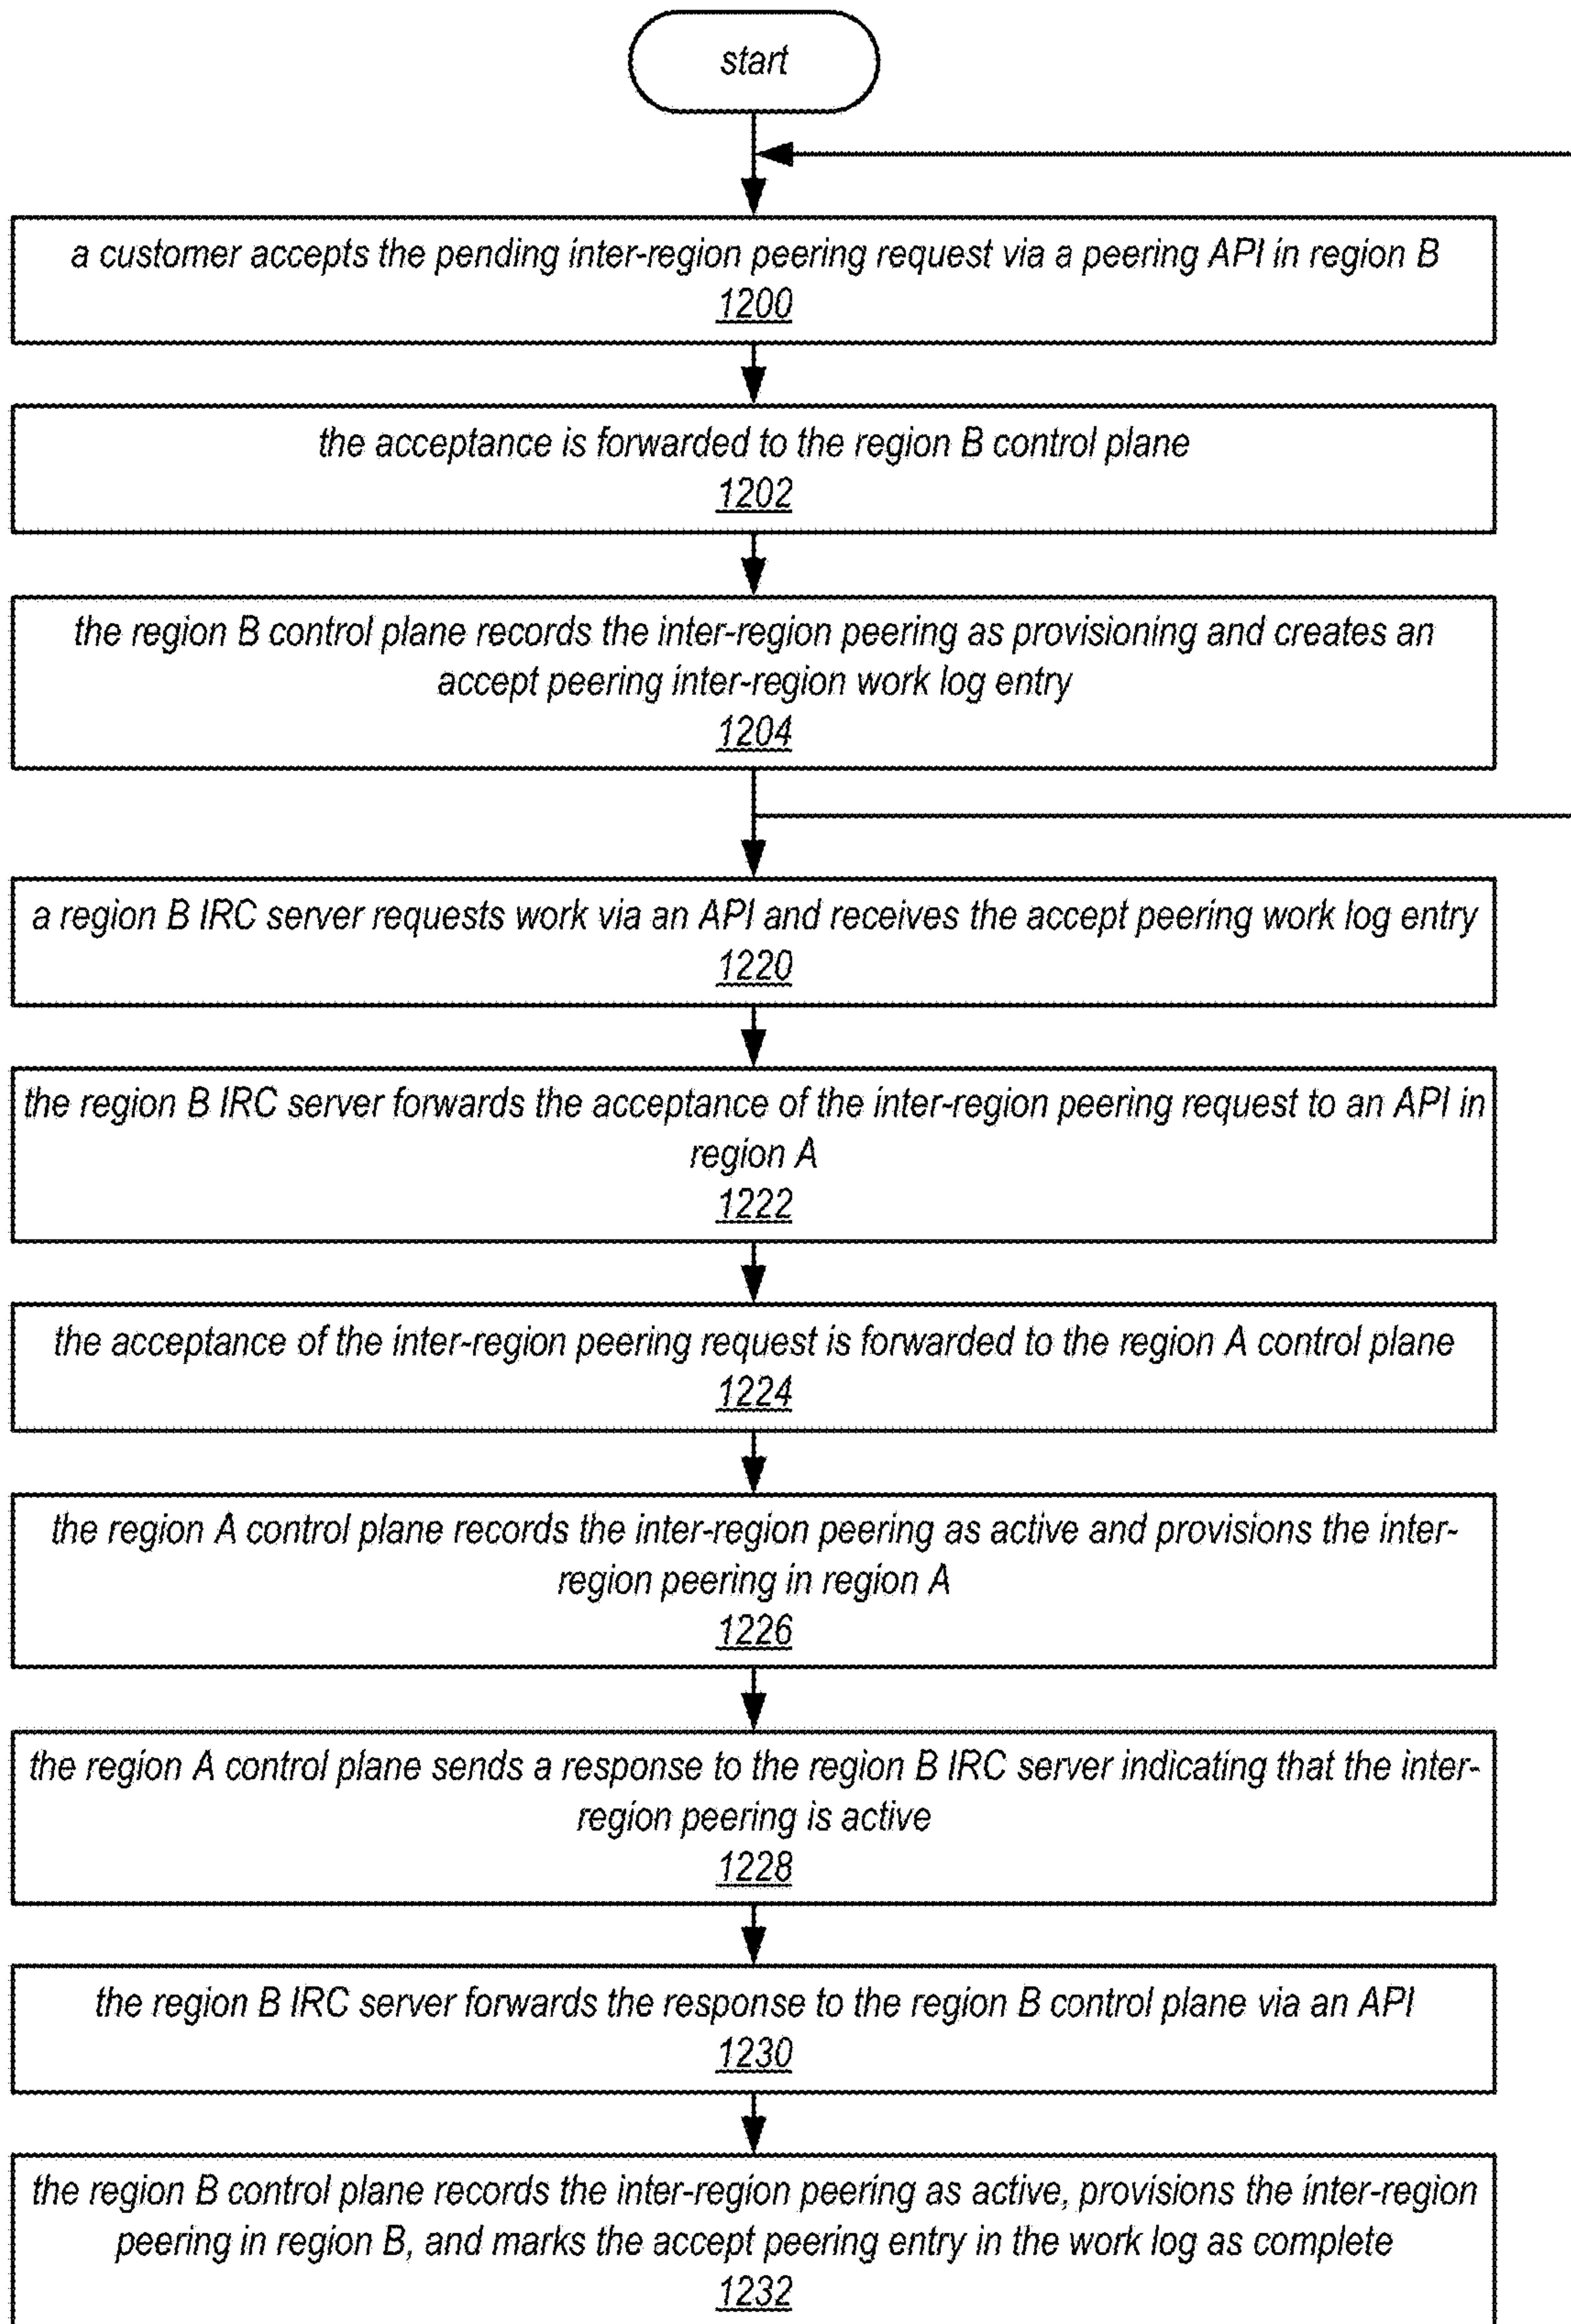 start
a customer accepts the pending inter-region peering request via a peering API in region B
1200
the acceptance is forwarded to the region B control plane
1202
the region B control plane records the inter-region peering as provisioning and creates an
accept peering inter-region work log entry
1204
a region B IRC server requests work via an API and receives the accept peering work log entry
1220
the region B IRC server forwards the acceptance of the inter-region peering request to an API in
region A
1222
the acceptance of the inter-region peering request is forwarded to the region A control plane
1224
the region A control plane records the inter-region peering as active and provisions the inter-
region peering in region A
1226
the region A control plane sends a response to the region B IRC server indicating that the inter-
region peering is active
1228
the region B IRC server forwards the response to the region B control plane via an API
1230
the region B control plane records the inter-region peering as active, provisions the inter-region
peering in region B, and marks the accept peering entry in the work log as complete
1232